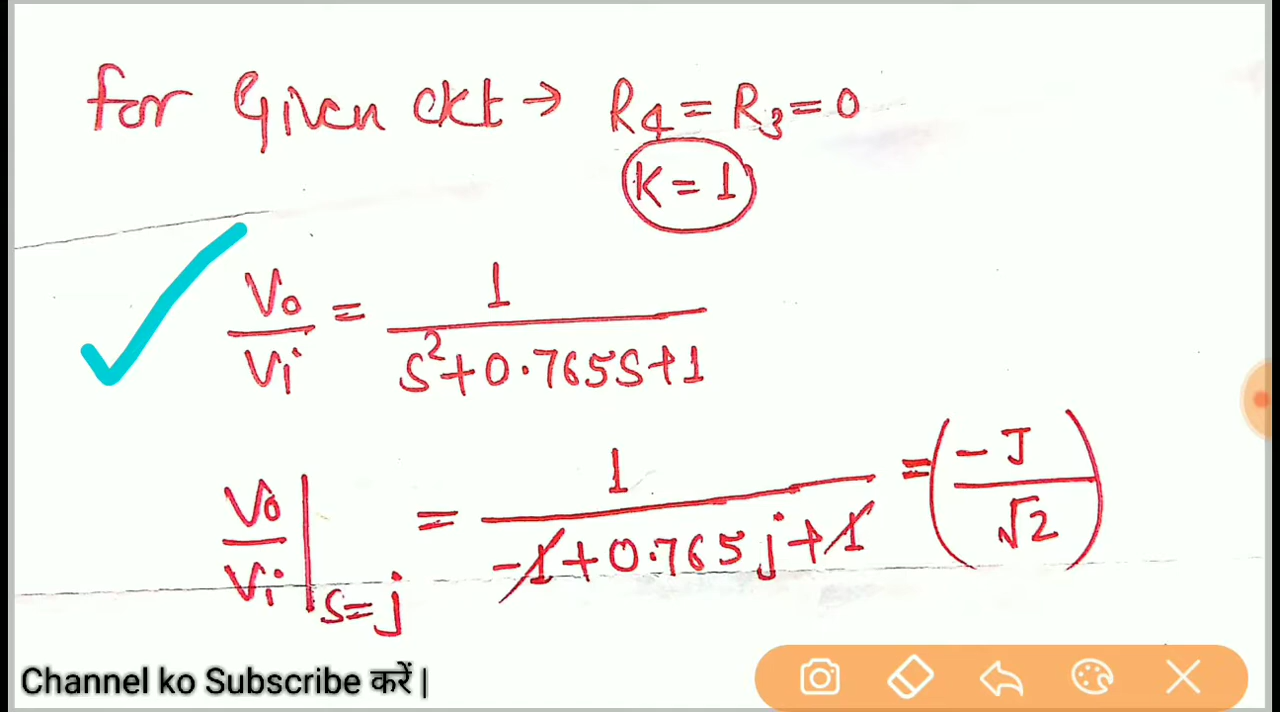 for Given ckt → R4 = R3 = 0
K = 1
Vo/Vi = 1/(s²+0.765s+1)
Vo/Vi |s=j = 1/(-1+0.765j+1) = (-J/√2)
Channel ko Subscribe करें |